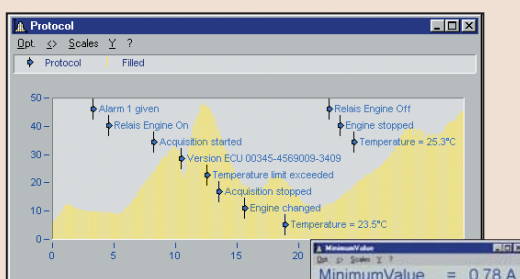 Protocol
Opt. <> Scales Y ?
Protocol Filled
50
Alarm 1 given
Relais Engine Off
40
Relais Engine On
Engine stopped
Acquisition started
Temperature = 25.3°C
30
Version ECU 00345-4569009-3409
Temperature limit exceeded
20
Acquisition stopped
10
Engine changed
Temperature = 23.5°C
0
0 5 10 15 20
MinimumValue
Opt. <> Scales Y ?
MinimumValue = 0.78 A